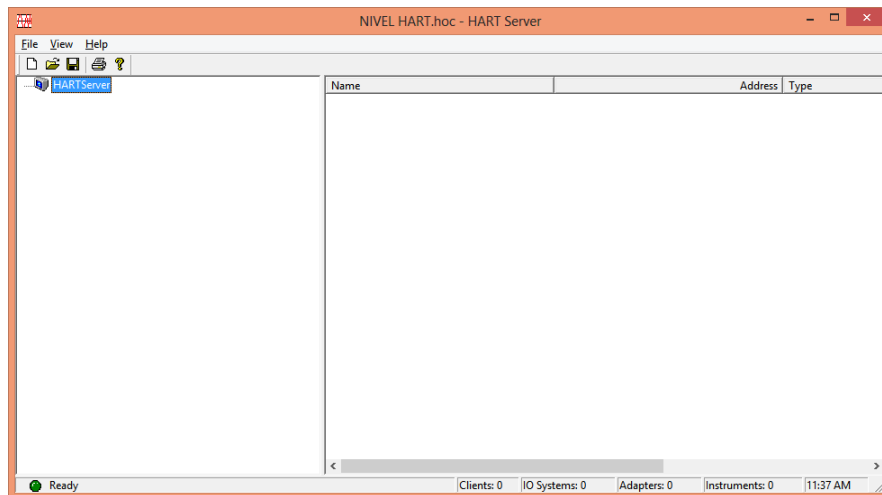 NIVEL HART.hoc - HART Server
File View Help
HARTServer
Name Address Type
Ready Clients: 0 IO Systems: 0 Adapters: 0 Instruments: 0 11:37 AM